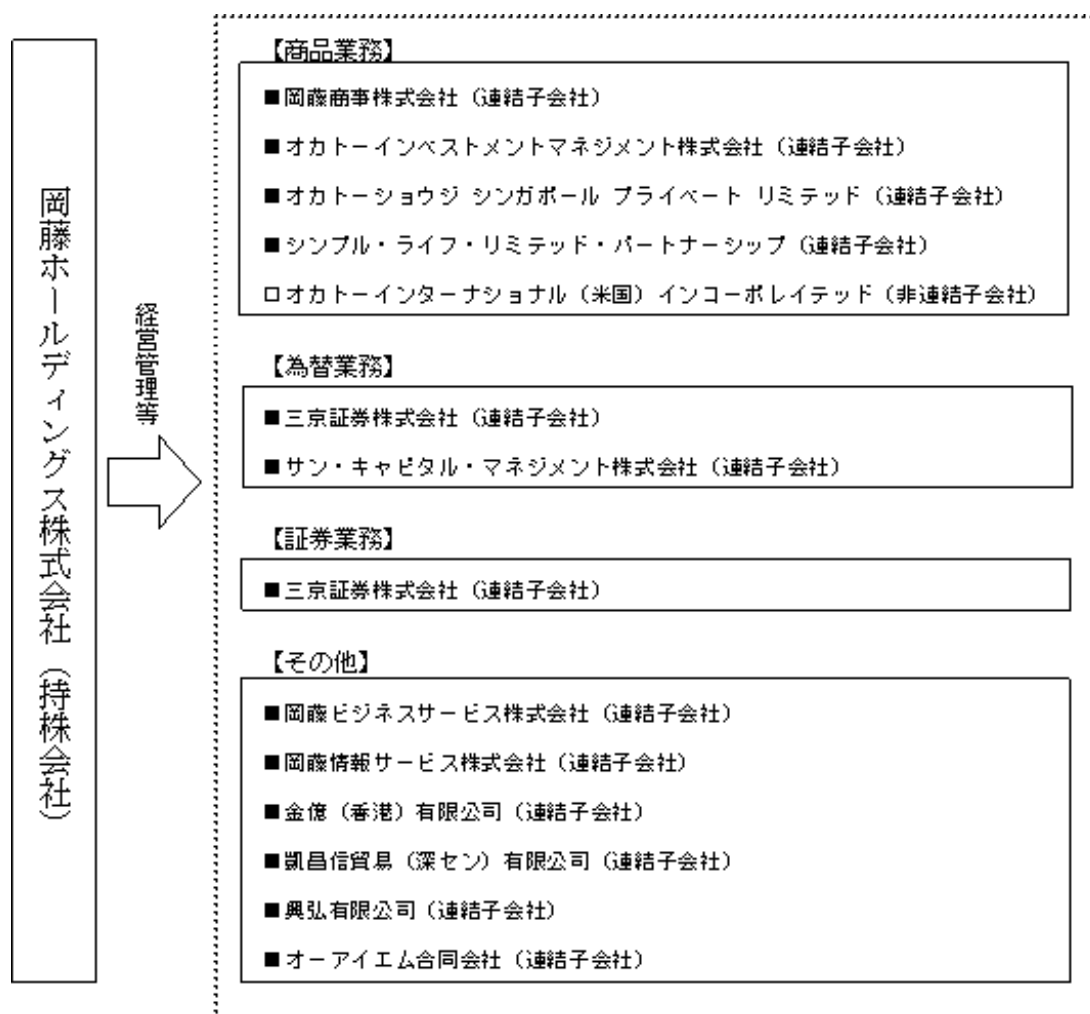 岡藤ホールディングス株式会社（持株会社）
経営管理等
【商品業務】
■岡藤商事株式会社（連結子会社）
■オカトーインベストメントマネジメント株式会社（連結子会社）
■オカトーショウジ シンガポール プライベート リミテッド（連結子会社）
■シンプル・ライフ・リミテッド・パートナーシップ（連結子会社）
□オカトーインターナショナル（米国）インコーポレイテッド（非連結子会社）
【為替業務】
■三京証券株式会社（連結子会社）
■サン・キャピタル・マネジメント株式会社（連結子会社）
【証券業務】
■三京証券株式会社（連結子会社）
【その他】
■岡藤ビジネスサービス株式会社（連結子会社）
■岡藤情報サービス株式会社（連結子会社）
■金億（香港）有限公司（連結子会社）
■凱昌信貿易（深セン）有限公司（連結子会社）
■興弘有限公司（連結子会社）
■オーアイエム合同会社（連結子会社）